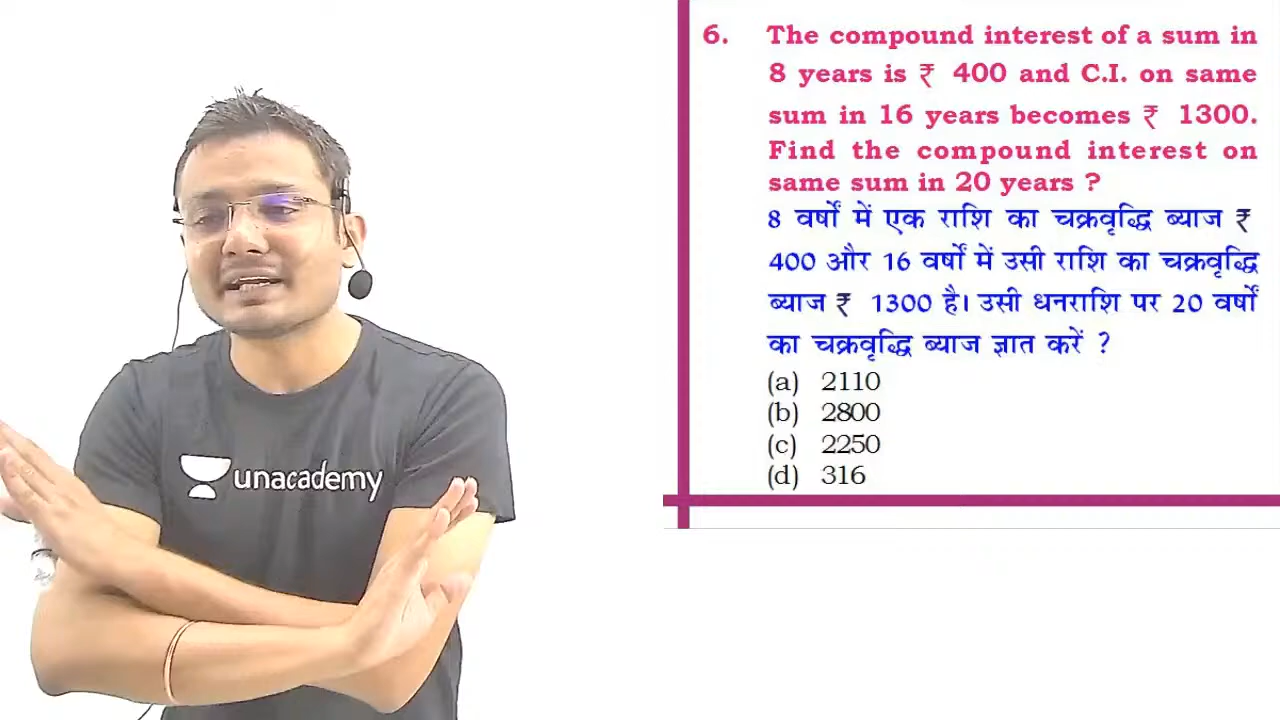 unacademy
6. The compound interest of a sum in
8 years is ₹ 400 and C.I. on same
sum in 16 years becomes ₹ 1300.
Find the compound interest on
same sum in 20 years ?
8 वर्षों में एक राशि का चक्रवृद्धि ब्याज ₹
400 और 16 वर्षों में उसी राशि का चक्रवृद्धि
ब्याज ₹ 1300 है। उसी धनराशि पर 20 वर्षों
का चक्रवृद्धि ब्याज ज्ञात करें ?
(a) 2110
(b) 2800
(c) 2250
(d) 316